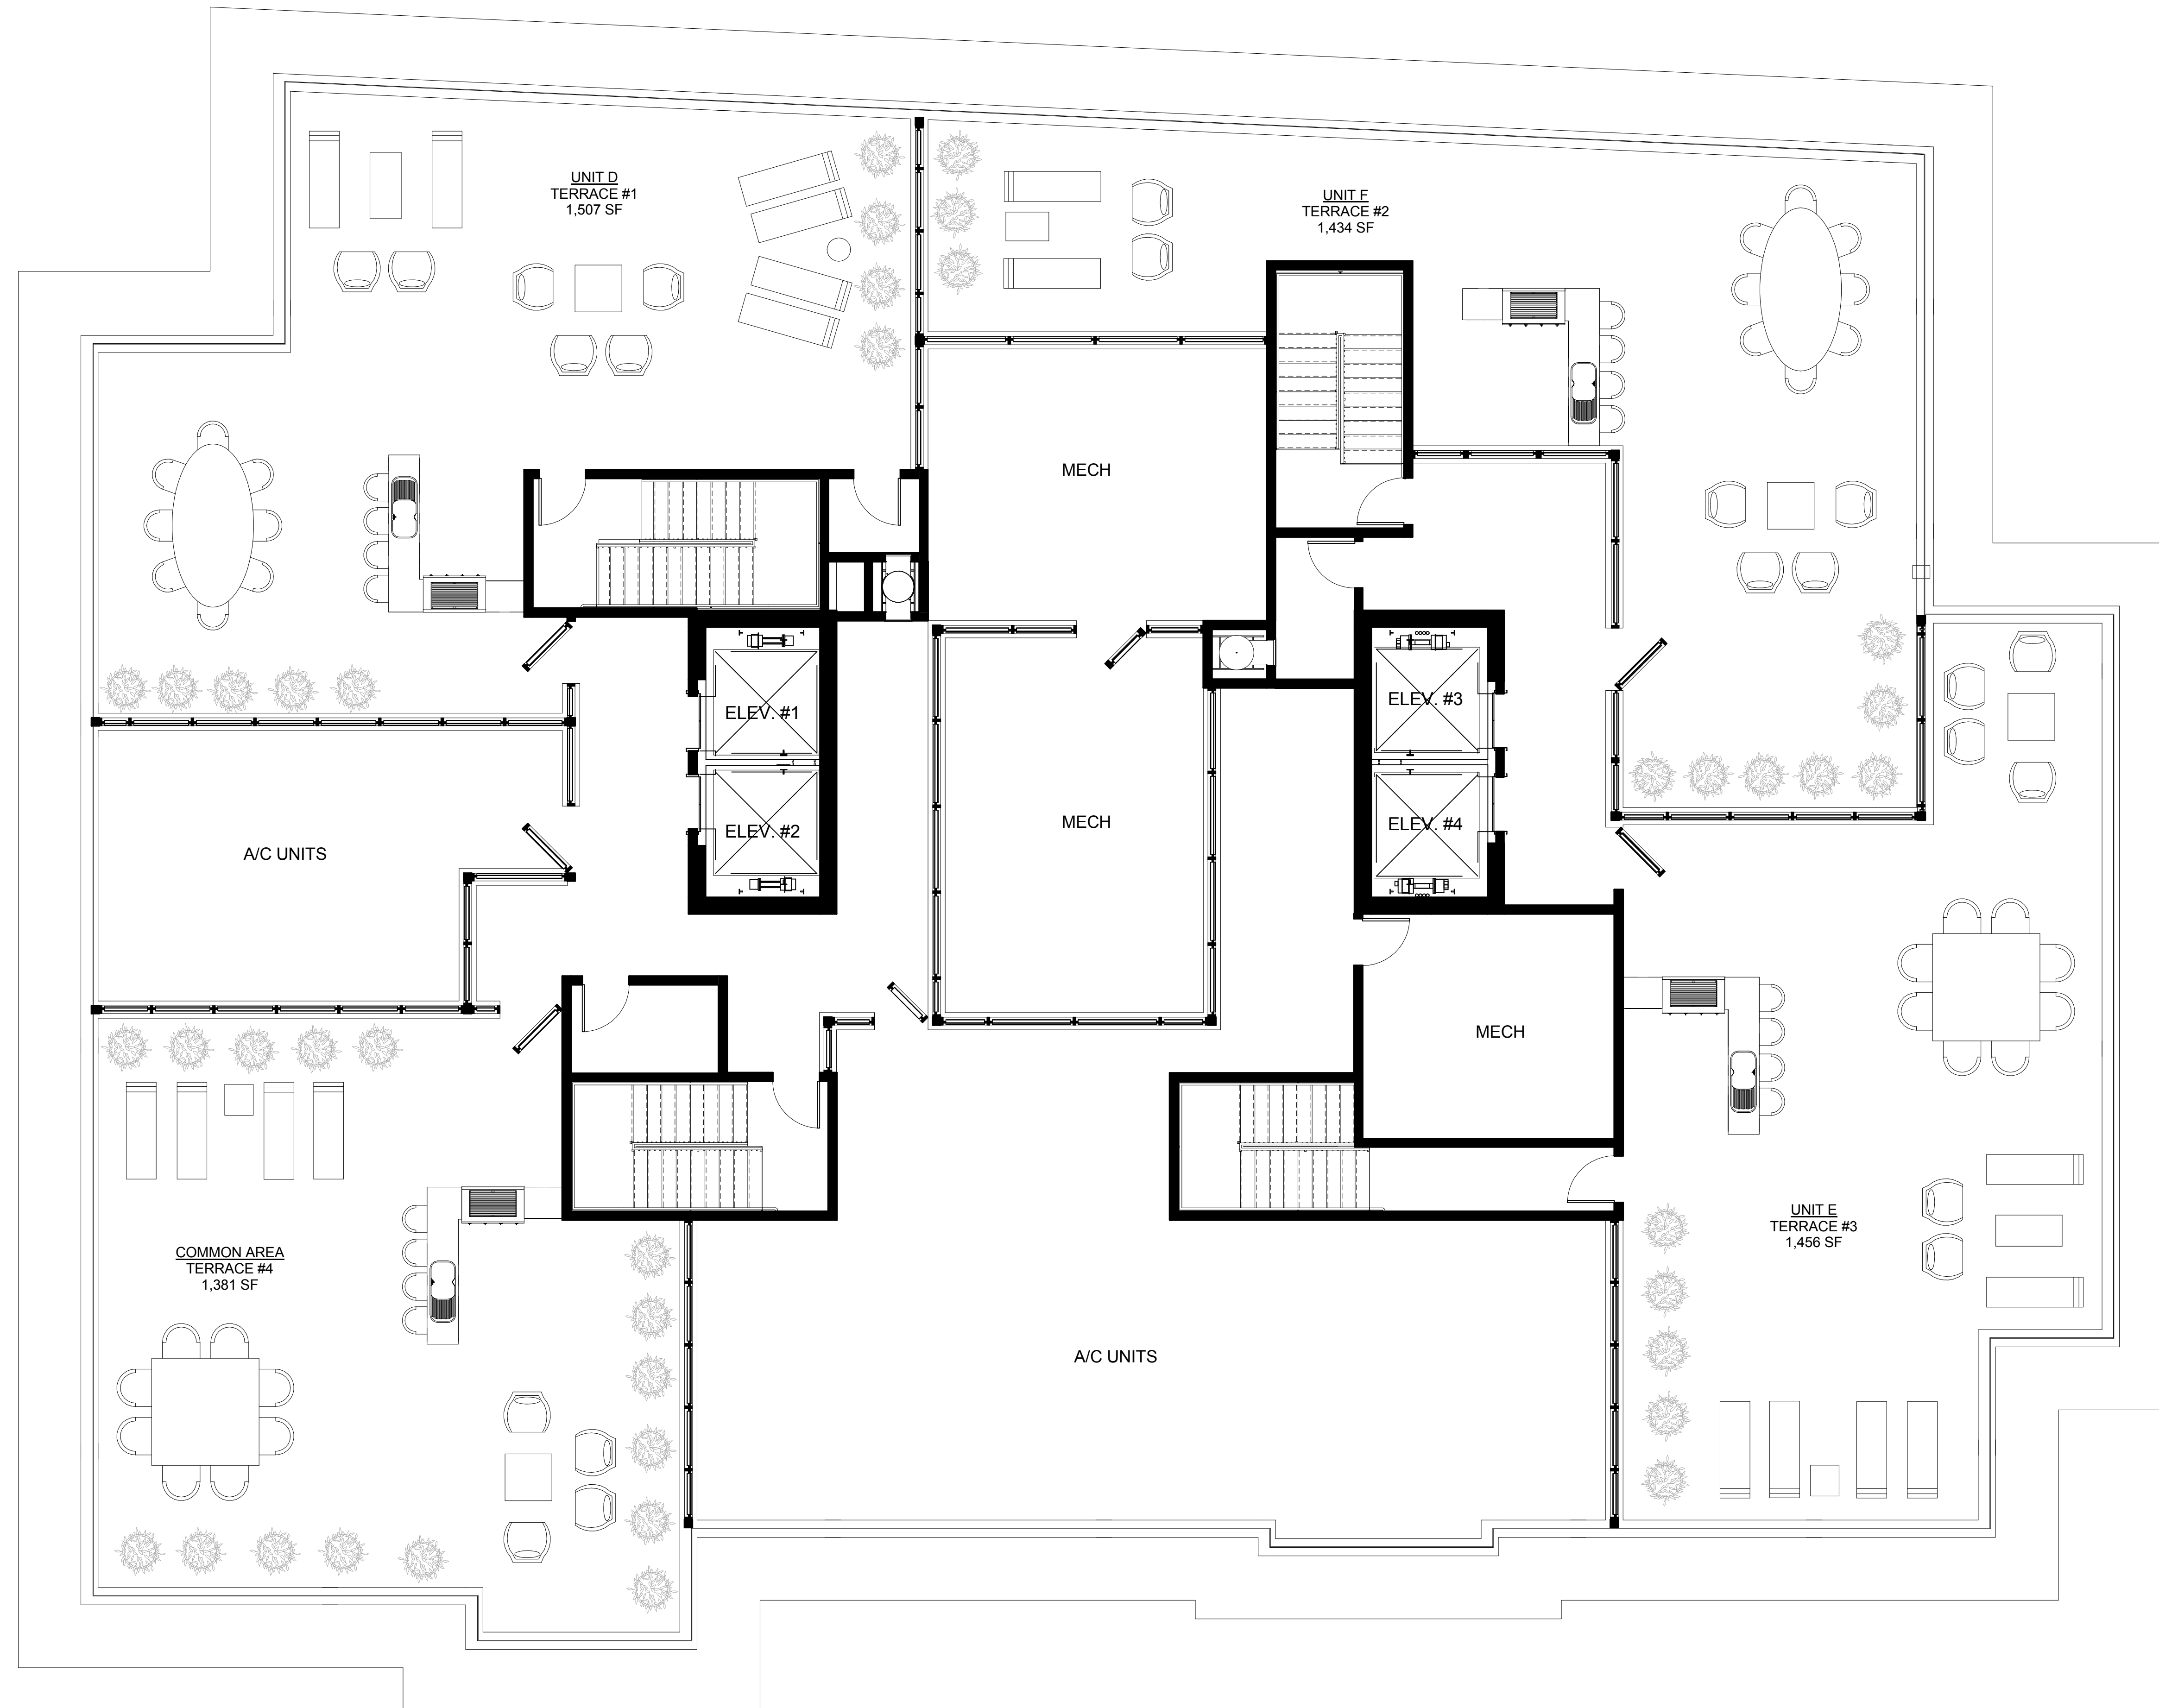 UNIT D
TERRACE #1
1,507 SF
UNIT F
TERRACE #2
1,434 SF
MECH
ELEV. #1
ELEV. #3
ELEV. #2
MECH
ELEV. #4
A/C UNITS
MECH
UNIT E
TERRACE #3
1,456 SF
COMMON AREA
TERRACE #4
1,381 SF
A/C UNITS